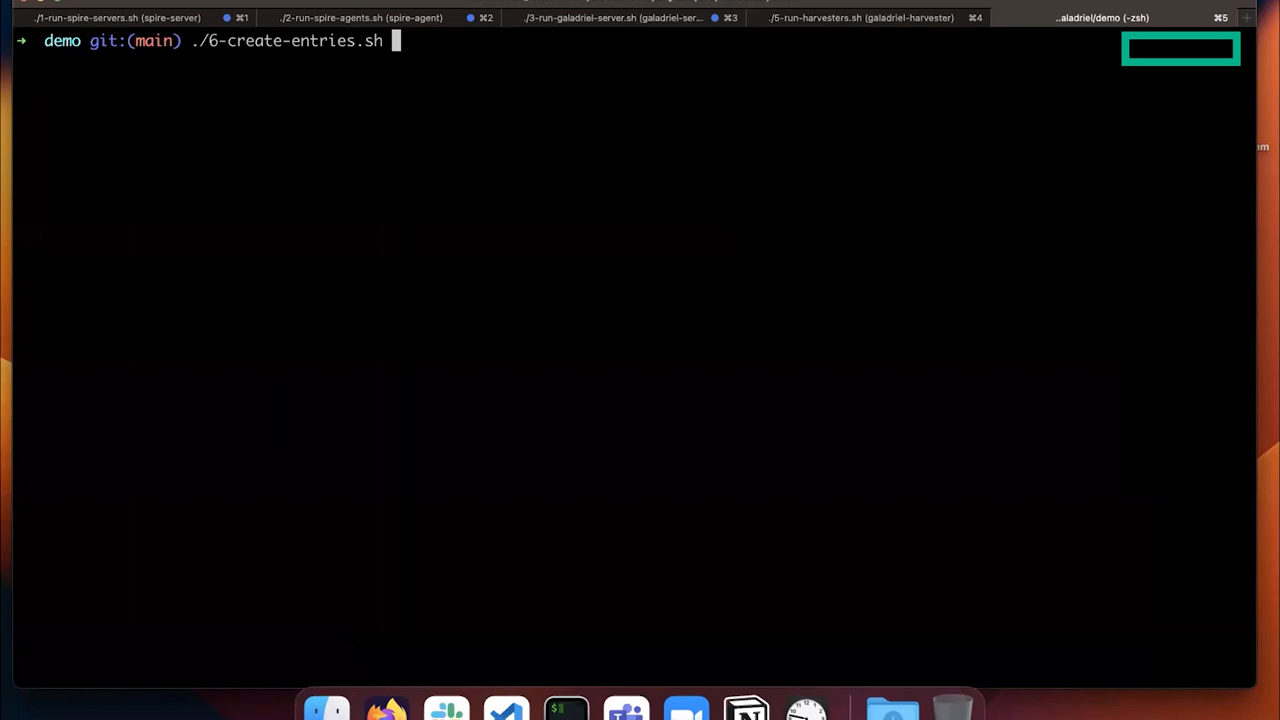 ./1-run-spire-servers.sh (spire-server) ⌘1 ./2-run-spire-agents.sh (spire-agent) ⌘2 ./3-run-galadriel-server.sh (galadriel-ser... ⌘3 ./5-run-harvesters.sh (galadriel-harvester) ⌘4 ..aladriel/demo (-zsh) ⌘5
→ demo git:(main) ./6-create-entries.sh
em